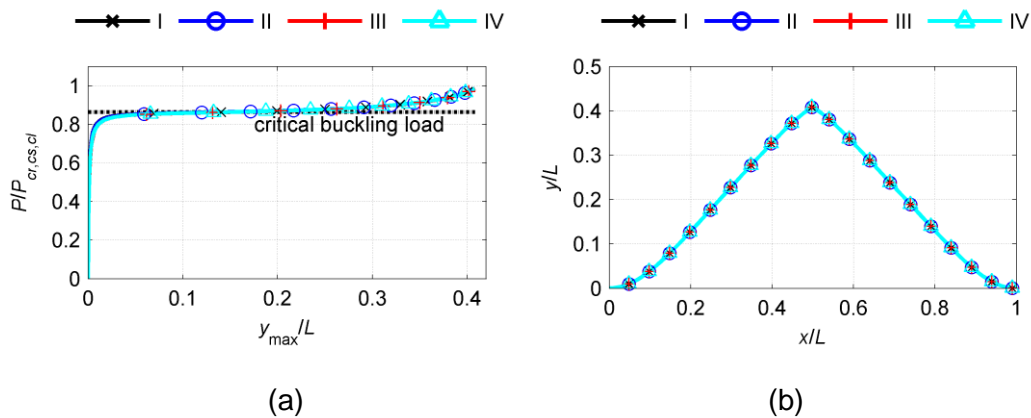 I II III IV
1
0.8
0.6
0.4
0.2
0
P/Pcr,cs,cl
critical buckling load
0 0.1 0.2 0.3 0.4
ymax/L
(a)
I II III IV
0.5
0.4
0.3
0.2
0.1
0
y/L
0 0.2 0.4 0.6 0.8 1
x/L
(b)